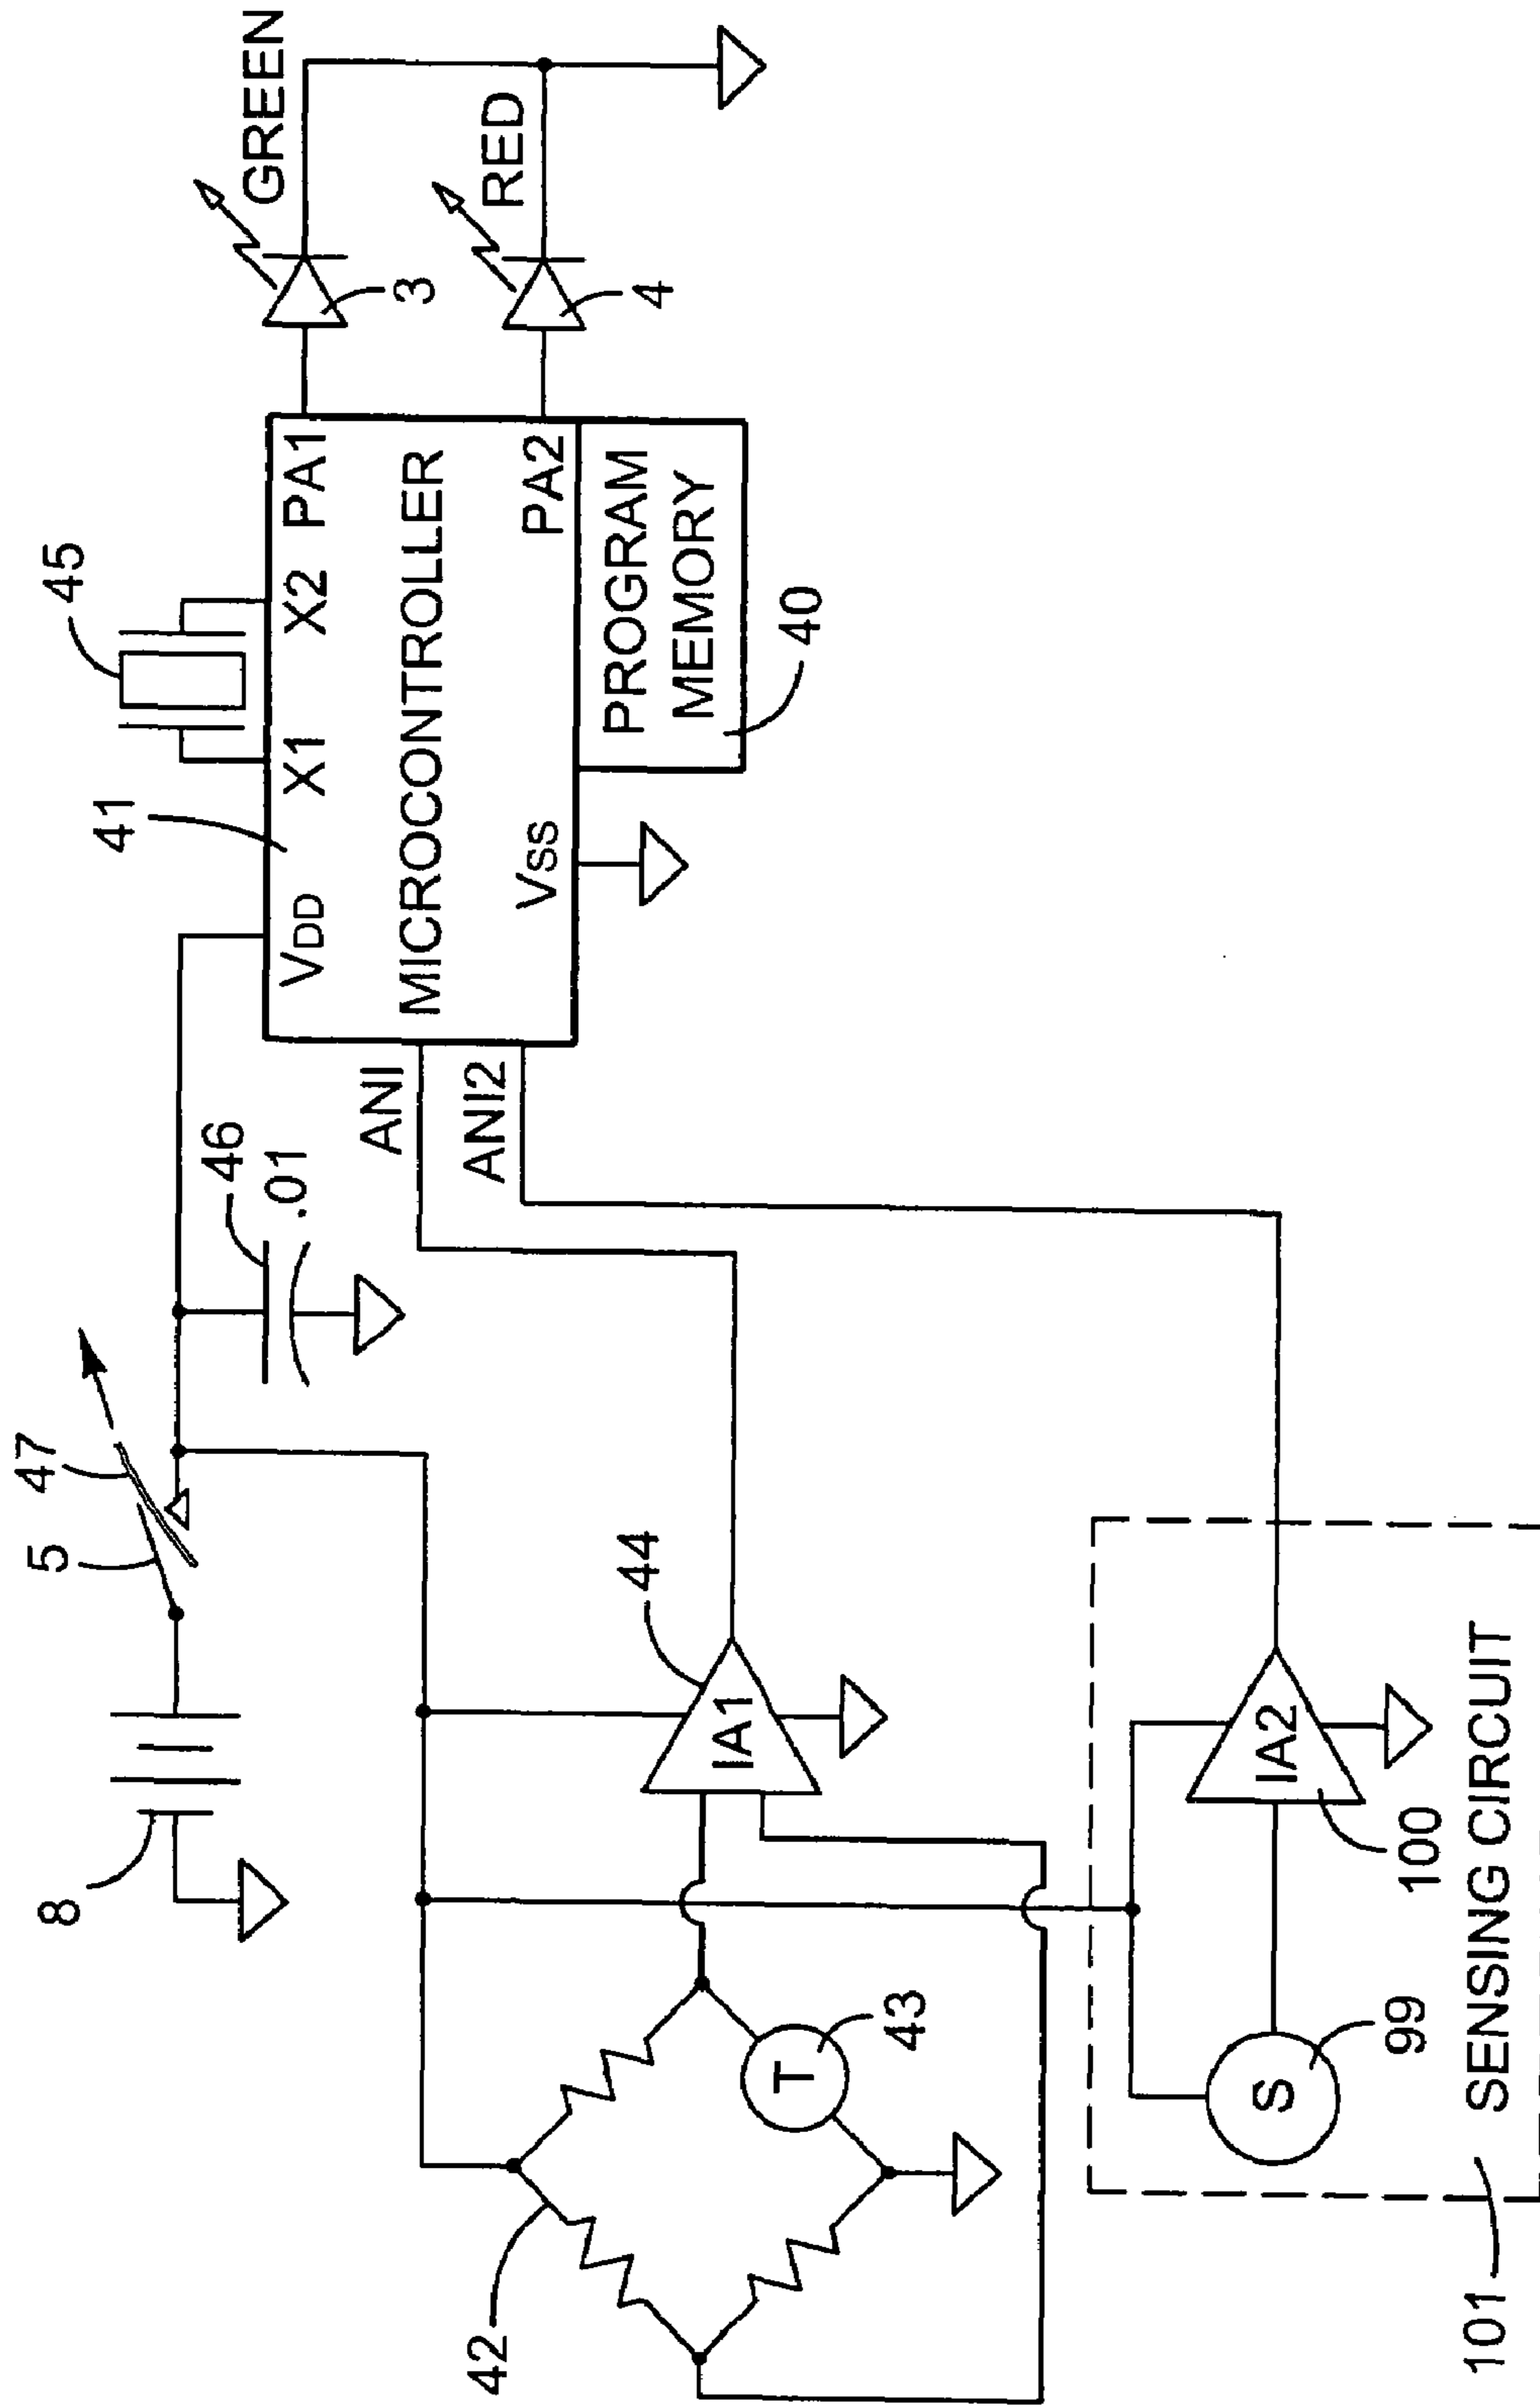 8
5
47
46
.01
41
45
GREEN
3
RED
4
VDD
X1
X2
PA1
MICROCONTROLLER
ANI
ANI2
VSS
PA2
PROGRAM
MEMORY
40
42
T
43
IA1
44
S
99
IA2
100
101
SENSING CIRCUIT